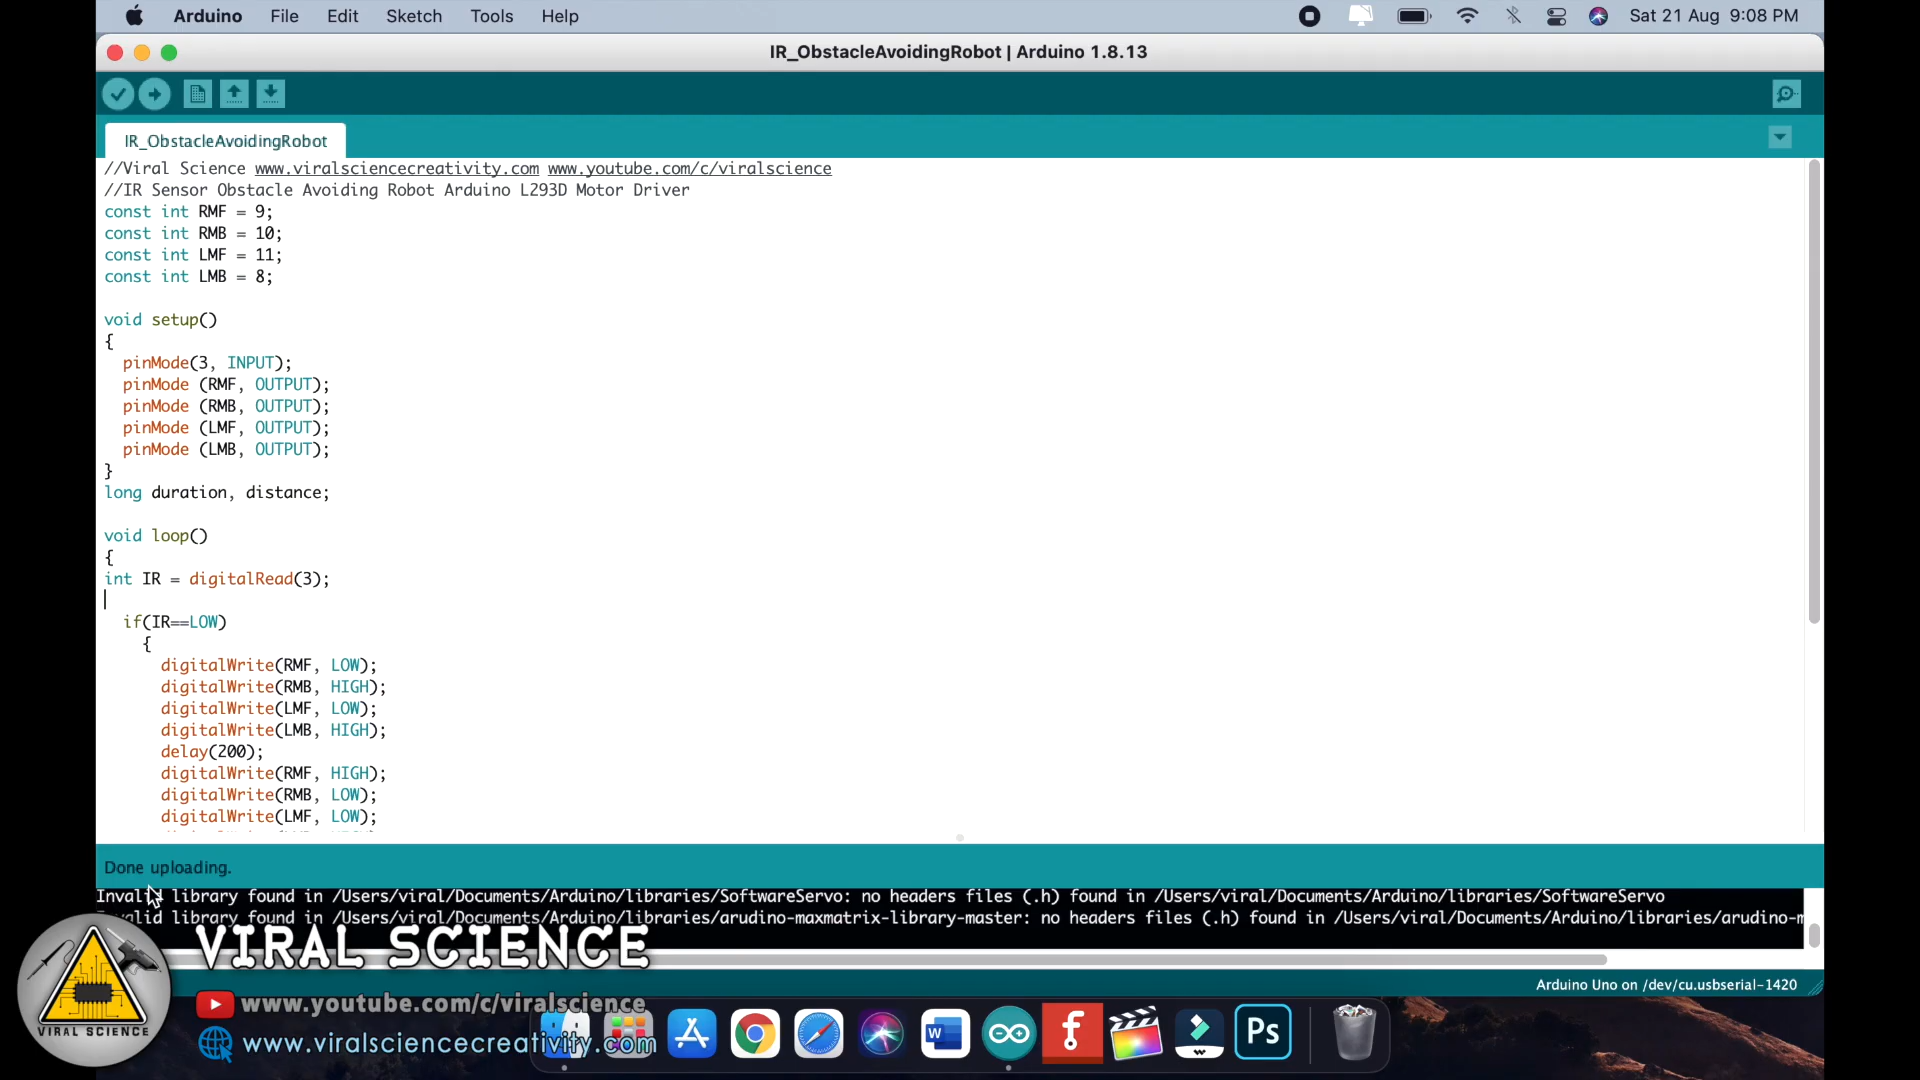 Arduino File Edit Sketch Tools Help Sat 21 Aug 9:08 PM
IR_ObstacleAvoidingRobot | Arduino 1.8.13
IR_ObstacleAvoidingRobot
//Viral Science www.viralsciencecreativity.com www.youtube.com/c/viralscience
//IR Sensor Obstacle Avoiding Robot Arduino L293D Motor Driver
const int RMF = 9;
const int RMB = 10;
const int LMF = 11;
const int LMB = 8;
void setup()
{
pinMode(3, INPUT);
pinMode (RMF, OUTPUT);
pinMode (RMB, OUTPUT);
pinMode (LMF, OUTPUT);
pinMode (LMB, OUTPUT);
}
long duration, distance;
void loop()
{
int IR = digitalRead(3);
if(IR==LOW)
{
digitalWrite(RMF, LOW);
digitalWrite(RMB, HIGH);
digitalWrite(LMF, LOW);
digitalWrite(LMB, HIGH);
delay(200);
digitalWrite(RMF, HIGH);
digitalWrite(RMB, LOW);
digitalWrite(LMF, LOW);
Done uploading.
Invalid library found in /Users/viral/Documents/Arduino/libraries/SoftwareServo: no headers files (.h) found in /Users/viral/Documents/Arduino/libraries/SoftwareServo
Invalid library found in /Users/viral/Documents/Arduino/libraries/arudino-maxmatrix-library-master: no headers files (.h) found in /Users/viral/Documents/Arduino/libraries/arudino-m
VIRAL SCIENCE
Arduino Uno on /dev/cu.usbserial-1420
www.youtube.com/c/viralscience
VIRAL SCIENCE
www.viralsciencecreativity.com
W
f
Ps